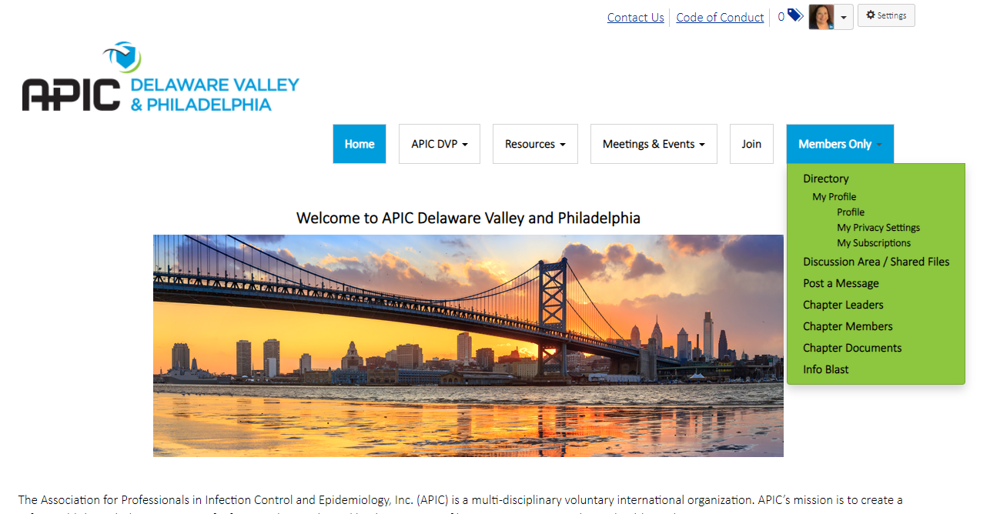 Contact Us
Code of Conduct
0
Settings
APIC DELAWARE VALLEY
& PHILADELPHIA
Home
APIC DVP
Resources
Meetings & Events
Join
Members Only
Directory
My Profile
Profile
My Privacy Settings
My Subscriptions
Discussion Area / Shared Files
Post a Message
Chapter Leaders
Chapter Members
Chapter Documents
Info Blast
Welcome to APIC Delaware Valley and Philadelphia
The Association for Professionals in Infection Control and Epidemiology, Inc. (APIC) is a multi-disciplinary voluntary international organization. APIC’s mission is to create a